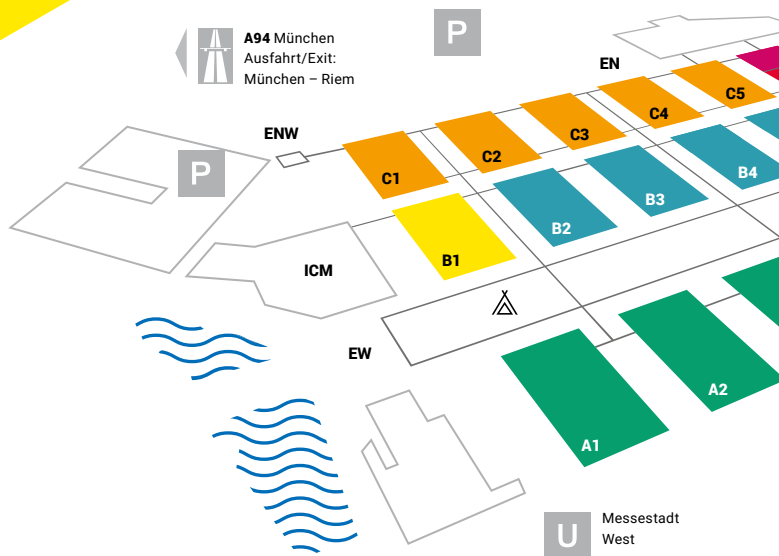 A94 München
Ausfahrt/Exit:
München – Riem
P
EN
ENW
C1
C2
C3
C4
C5
P
B1
B2
B3
B4
ICM
EW
A1
A2
U
Messestadt
West